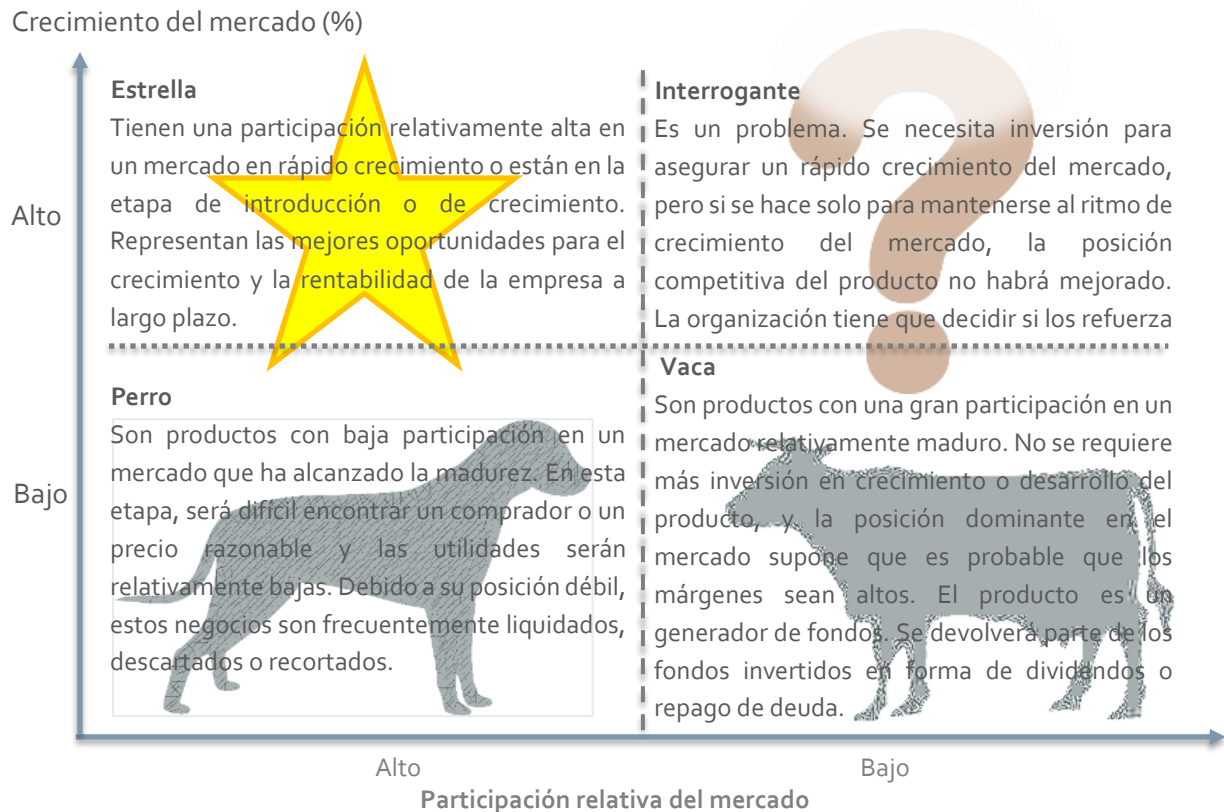 Crecimiento del mercado (%)
Alto
Bajo
Estrella
Tienen una participación relativamente alta en
un mercado en rápido crecimiento o están en la
etapa de introducción o de crecimiento.
Representan las mejores oportunidades para el
crecimiento y la rentabilidad de la empresa a
largo plazo.
Interrogante
Es un problema. Se necesita inversión para
asegurar un rápido crecimiento del mercado,
pero si se hace solo para mantenerse al ritmo de
crecimiento del mercado, la posición
competitiva del producto no habrá mejorado.
La organización tiene que decidir si los refuerza
Perro
Son productos con baja participación en un
mercado que ha alcanzado la madurez. En esta
etapa, será difícil encontrar un comprador o un
precio razonable y las utilidades serán
relativamente bajas. Debido a su posición débil,
estos negocios son frecuentemente liquidados,
descartados o recortados.
Vaca
Son productos con una gran participación en un
mercado relativamente maduro. No se requiere
más inversión en crecimiento o desarrollo del
producto, y la posición dominante en el
mercado supone que es probable que los
márgenes sean altos. El producto es un
generador de fondos. Se devolverá parte de los
fondos invertidos en forma de dividendos o
repago de deuda.
Alto
Bajo
Participación relativa del mercado